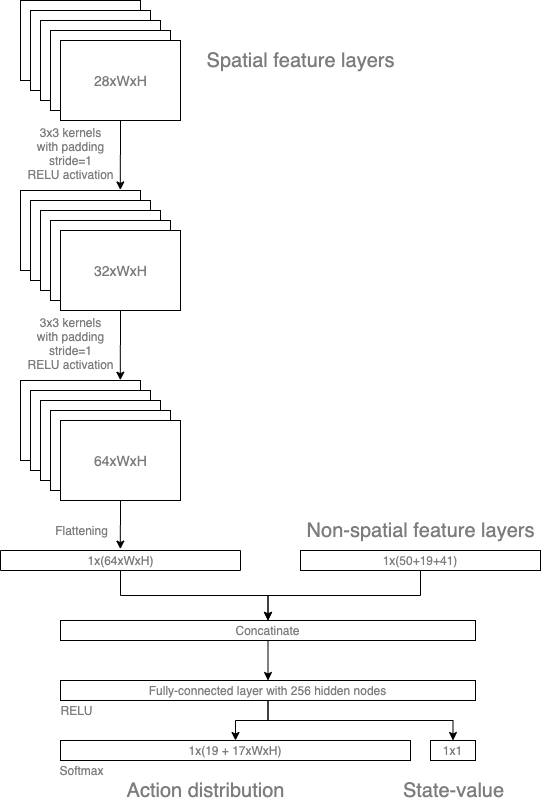 Spatial feature layers
28xWxH
3x3 kernels
with padding
stride=1
RELU activation
32xWxH
3x3 kernels
with padding
stride=1
RELU activation
64xWxH
Flattening
Non-spatial feature layers
1x(64xWxH)
1x(50+19+41)
Concatinate
Fully-connected layer with 256 hidden nodes
RELU
1x(19 + 17xWxH)
1x1
Softmax
Action distribution
State-value